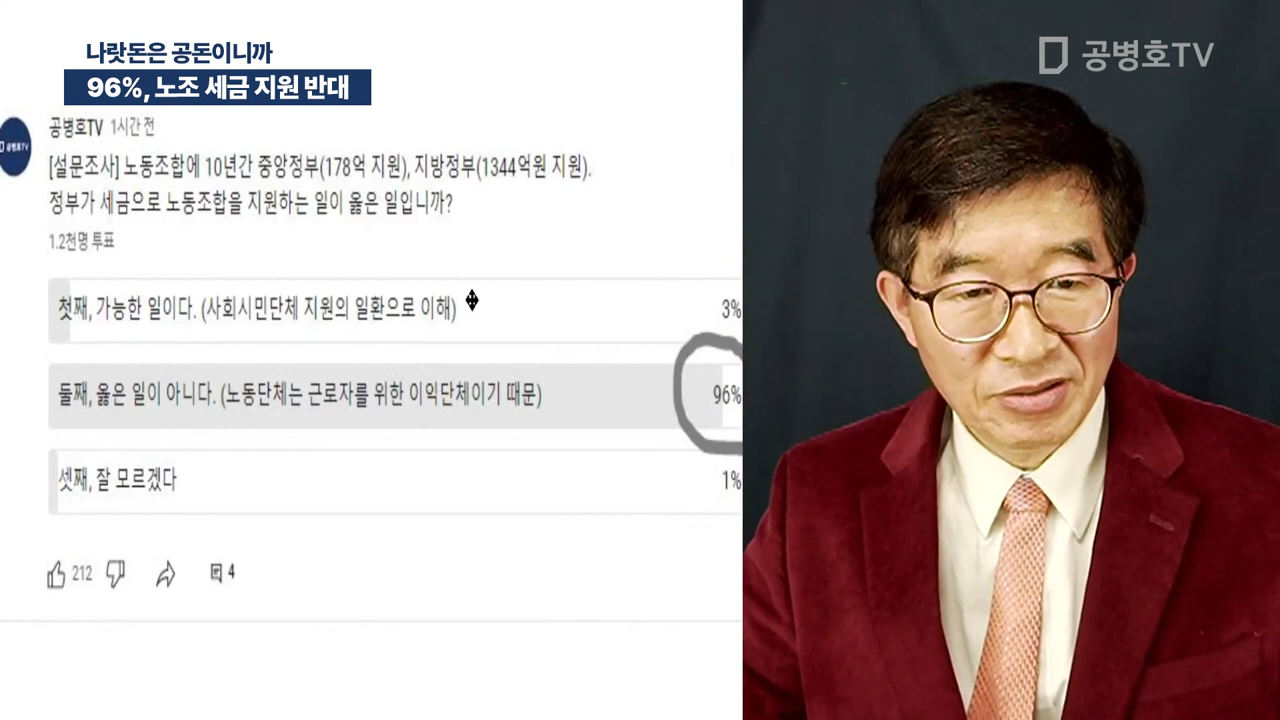 나랏돈은 공돈이니까
96%, 노조 세금 지원 반대
공병호TV
공병호TV
공병호TV 1시간 전
[설문조사] 노동조합에 10년간 중앙정부(178억 지원), 지방정부(1344억원 지원).
정부가 세금으로 노동조합을 지원하는 일이 옳은 일입니까?
1.2천명 투표
첫째, 가능한 일이다. (사회시민단체 지원의 일환으로 이해) 3%
둘째, 옳은 일이 아니다. (노동단체는 근로자를 위한 이익단체이기 때문) 96%
셋째, 잘 모르겠다 1%
212 4